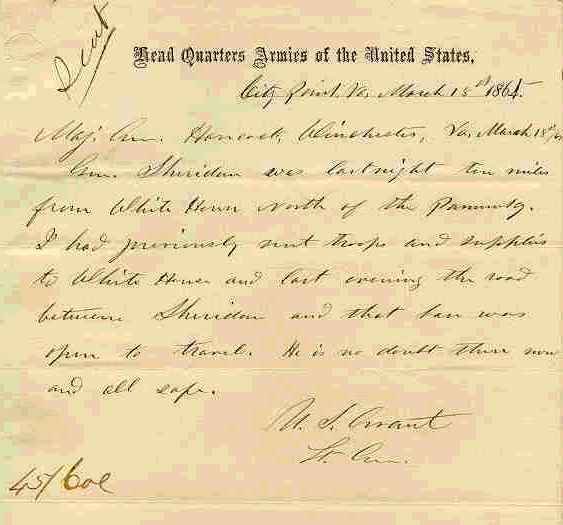 Sent
Head Quarters Armies of the United States,
City Point, Va, March 18th 1865.
Maj. Gen. Hancock, Winchester, Va, March 18th/65
Gen. Sheridan was last night ten miles
from White House North of the Pamunky.
I had previously sent troops and supplies
to White House and last evening the road
between Sheridan and that was
open to travel. He is no doubt there now
and all safe.
U. S. Grant
Lt. Gen.
45/ Col